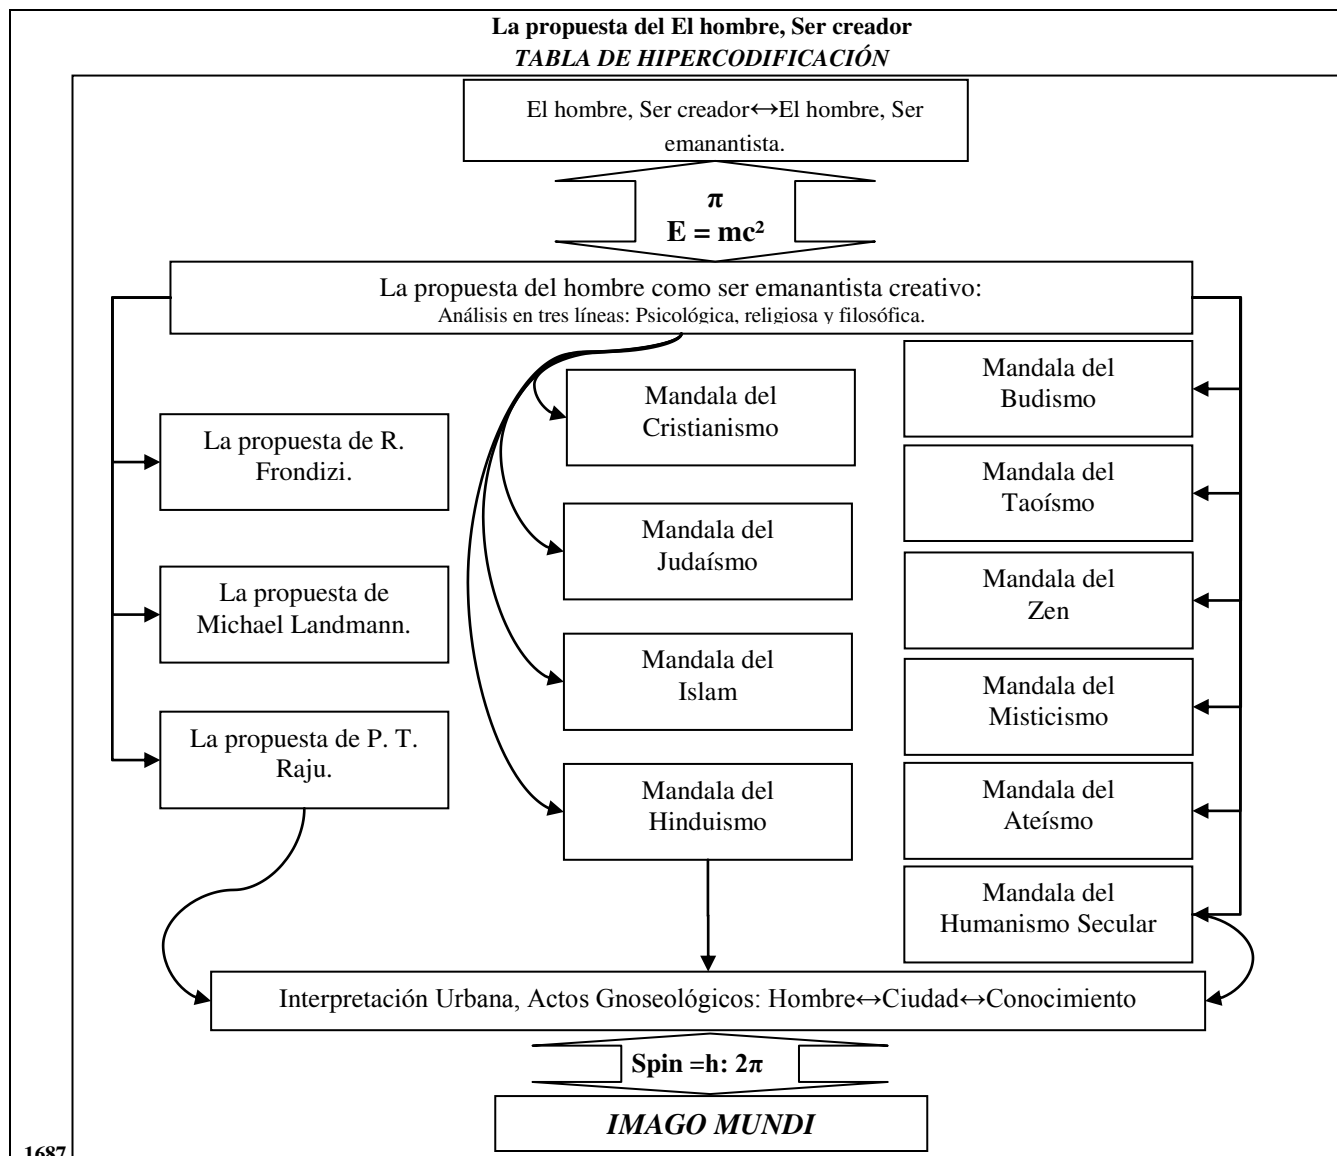 La propuesta del El hombre, Ser creador
TABLA DE HIPERCODIFICACIÓN
El hombre, Ser creador↔El hombre, Ser
emanantista.
π
E = mc²
La propuesta del hombre como ser emanantista creativo:
Análisis en tres líneas: Psicológica, religiosa y filosófica.
La propuesta de R.
Frondizi.
La propuesta de
Michael Landmann.
La propuesta de P. T.
Raju.
Mandala del
Cristianismo
Mandala del
Judaísmo
Mandala del
Islam
Mandala del
Hinduismo
Mandala del
Budismo
Mandala del
Taoísmo
Mandala del
Zen
Mandala del
Misticismo
Mandala del
Ateísmo
Mandala del
Humanismo Secular
Interpretación Urbana, Actos Gnoseológicos: Hombre↔Ciudad↔Conocimiento
Spin =h: 2π
IMAGO MUNDI
1687